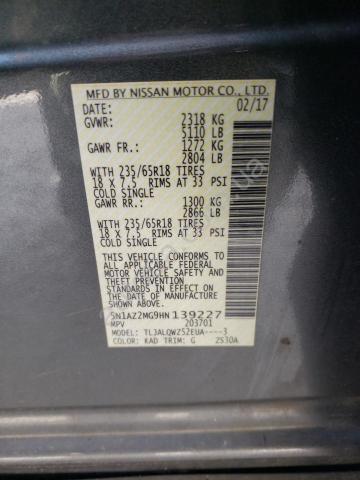 MFD BY NISSAN MOTOR CO., LTD.
DATE: 02/17
GVWR: 2318 KG
5110 LB
GAWR FR.: 1272 KG
2804 LB
WITH 235/65R18 TIRES
18 X 7.5 RIMS AT 33 PSI
COLD SINGLE
GAWR RR.: 1300 KG
2866 LB
WITH 235/65R18 TIRES
18 X 7.5 RIMS AT 33 PSI
COLD SINGLE
THIS VEHICLE CONFORMS TO
ALL APPLICABLE FEDERAL
MOTOR VEHICLE SAFETY AND
THEFT PREVENTION
STANDARDS IN EFFECT ON
THE DATE OF MANUFACTURE
SHOWN ABOVE.
5N1AZ2MG9HN139227
MPV 203701
MODEL: TLJALQWZ52EUA----3
COLOR: KAD TRIM: G Z530A